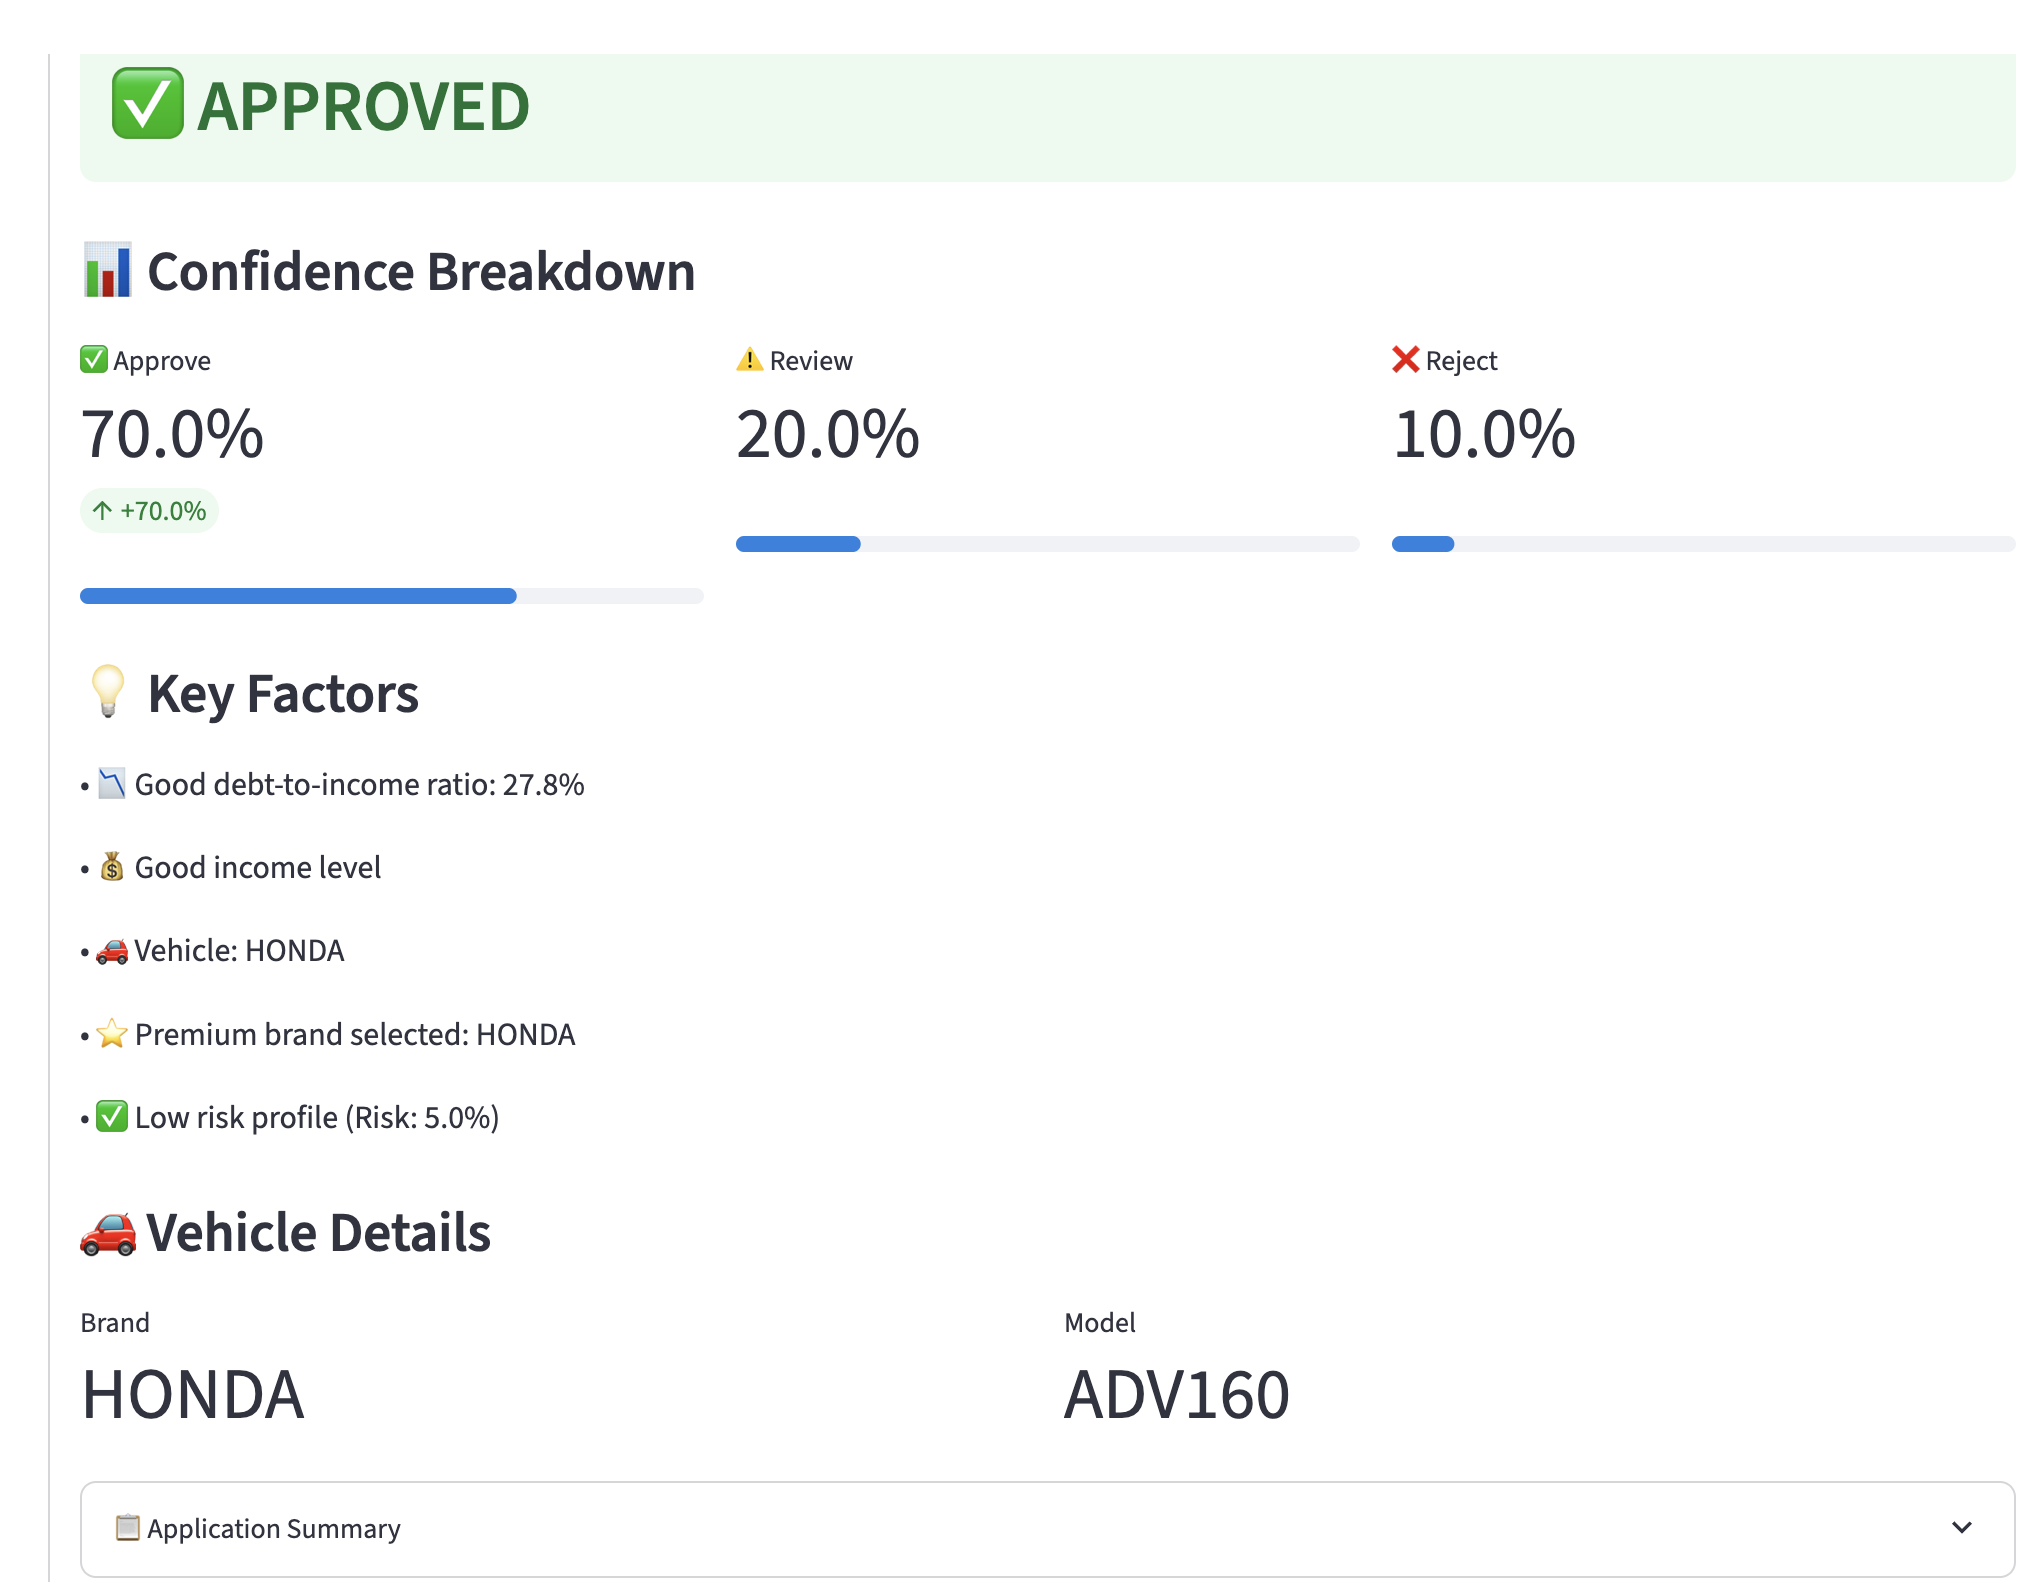 ✅ APPROVED
📊 Confidence Breakdown
✅ Approve
70.0%
↑ +70.0%
⚠️ Review
20.0%
❌ Reject
10.0%
💡 Key Factors
• 📉 Good debt-to-income ratio: 27.8%
• 💰 Good income level
• 🚗 Vehicle: HONDA
• ⭐ Premium brand selected: HONDA
• ✅ Low risk profile (Risk: 5.0%)
🚗 Vehicle Details
Brand
HONDA
Model
ADV160
📋 Application Summary